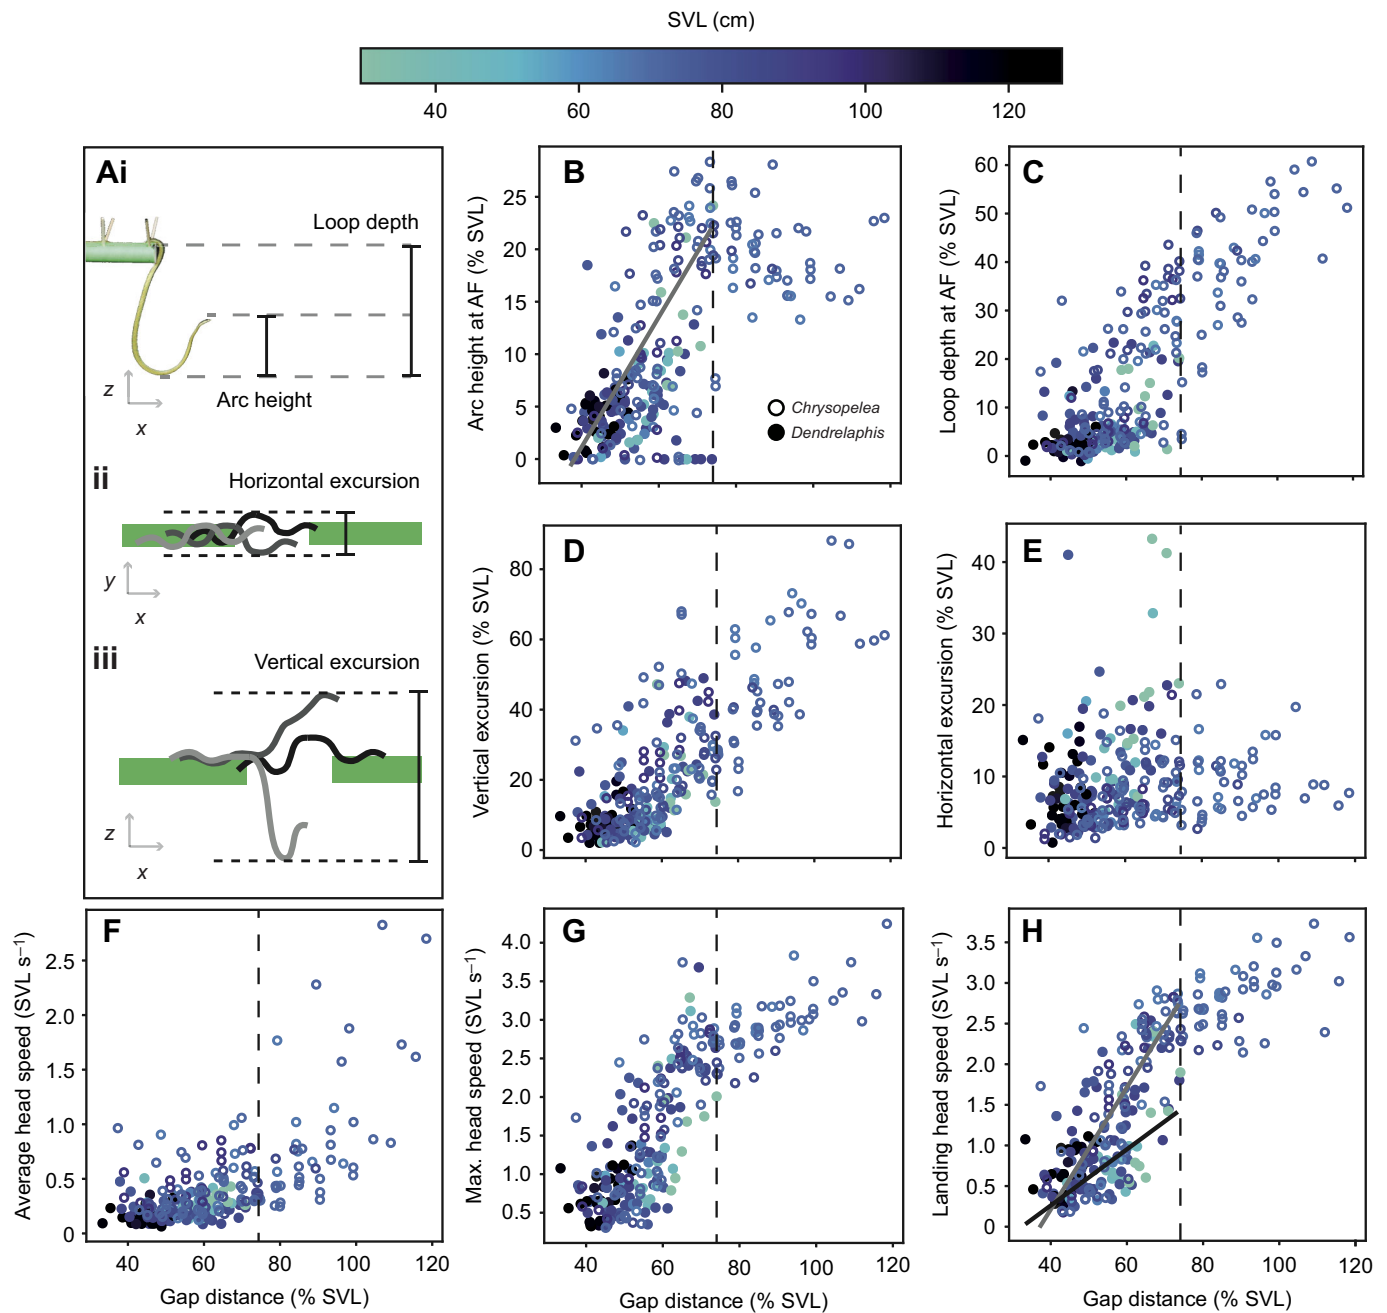 SVL (cm)
40 60 80 100 120
Ai
Loop depth
z
x
Arc height
ii
Horizontal excursion
y
x
iii
Vertical excursion
z
x
B
Arc height at AF (% SVL)
25
20
15
10
5
0
Chrysopelea
Dendrelaphis
C
Loop depth at AF (% SVL)
60
50
40
30
20
10
0
D
Vertical excursion (% SVL)
80
60
40
20
0
E
Horizontal excursion (% SVL)
40
30
20
10
0
F
Average head speed (SVL s⁻¹)
2.5
2.0
1.5
1.0
0.5
0
40 60 80 100 120
Gap distance (% SVL)
G
Max. head speed (SVL s⁻¹)
4.0
3.5
3.0
2.5
2.0
1.5
1.0
0.5
40 60 80 100 120
Gap distance (% SVL)
H
Landing head speed (SVL s⁻¹)
3.5
3.0
2.5
2.0
1.5
1.0
0.5
0
40 60 80 100 120
Gap distance (% SVL)